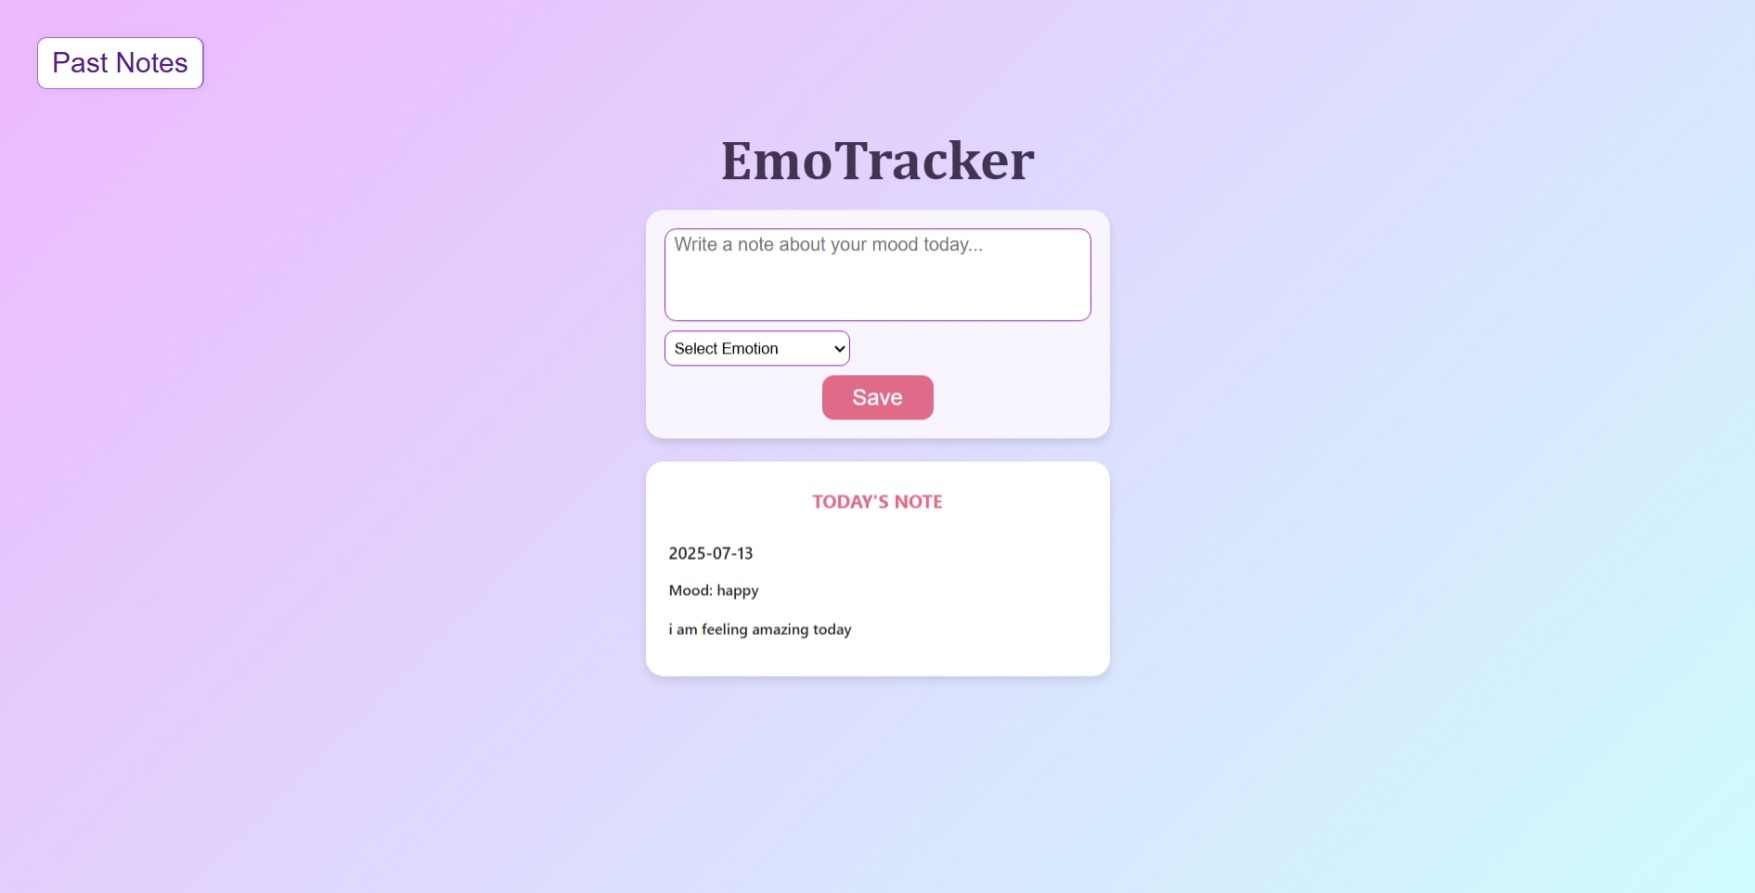 Past Notes
EmoTracker
Write a note about your mood today...
Select Emotion
Save
TODAY'S NOTE
2025-07-13
Mood: happy
i am feeling amazing today